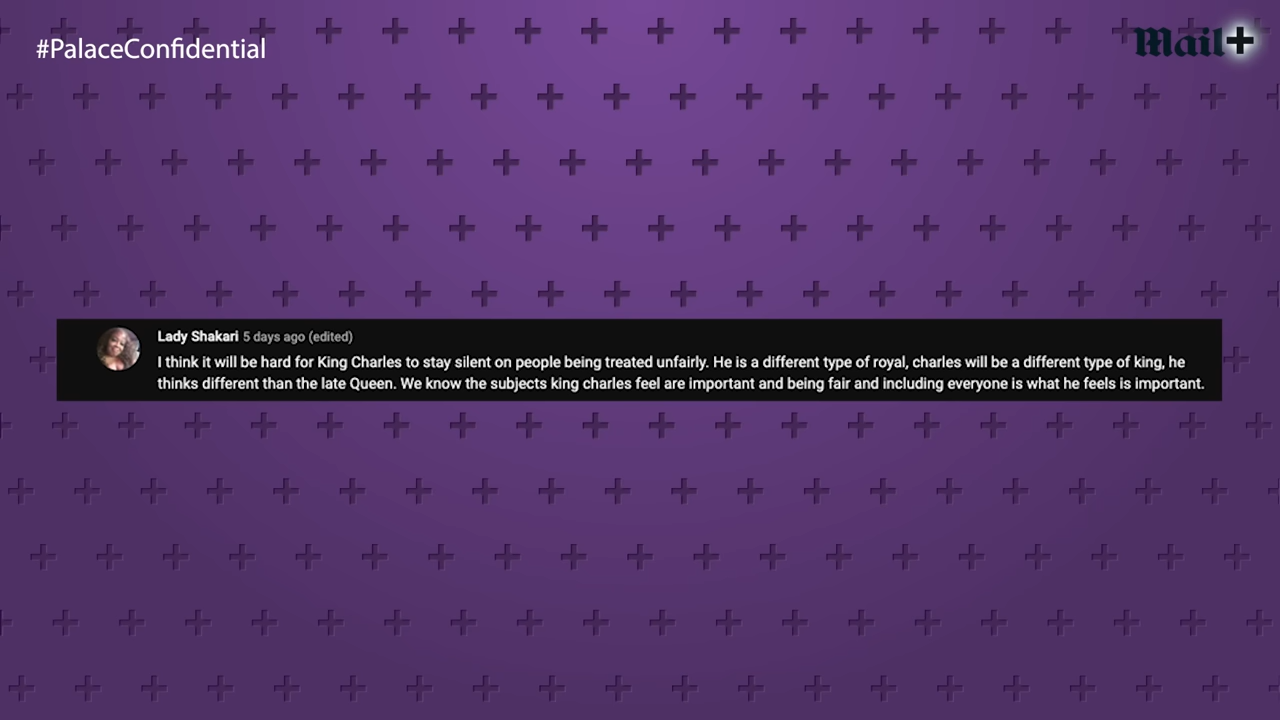 #PalaceConfidential
Mail+
Lady Shakari 5 days ago (edited)
I think it will be hard for King Charles to stay silent on people being treated unfairly. He is a different type of royal, charles will be a different type of king, he
thinks different than the late Queen. We know the subjects king charles feel are important and being fair and including everyone is what he feels is important.